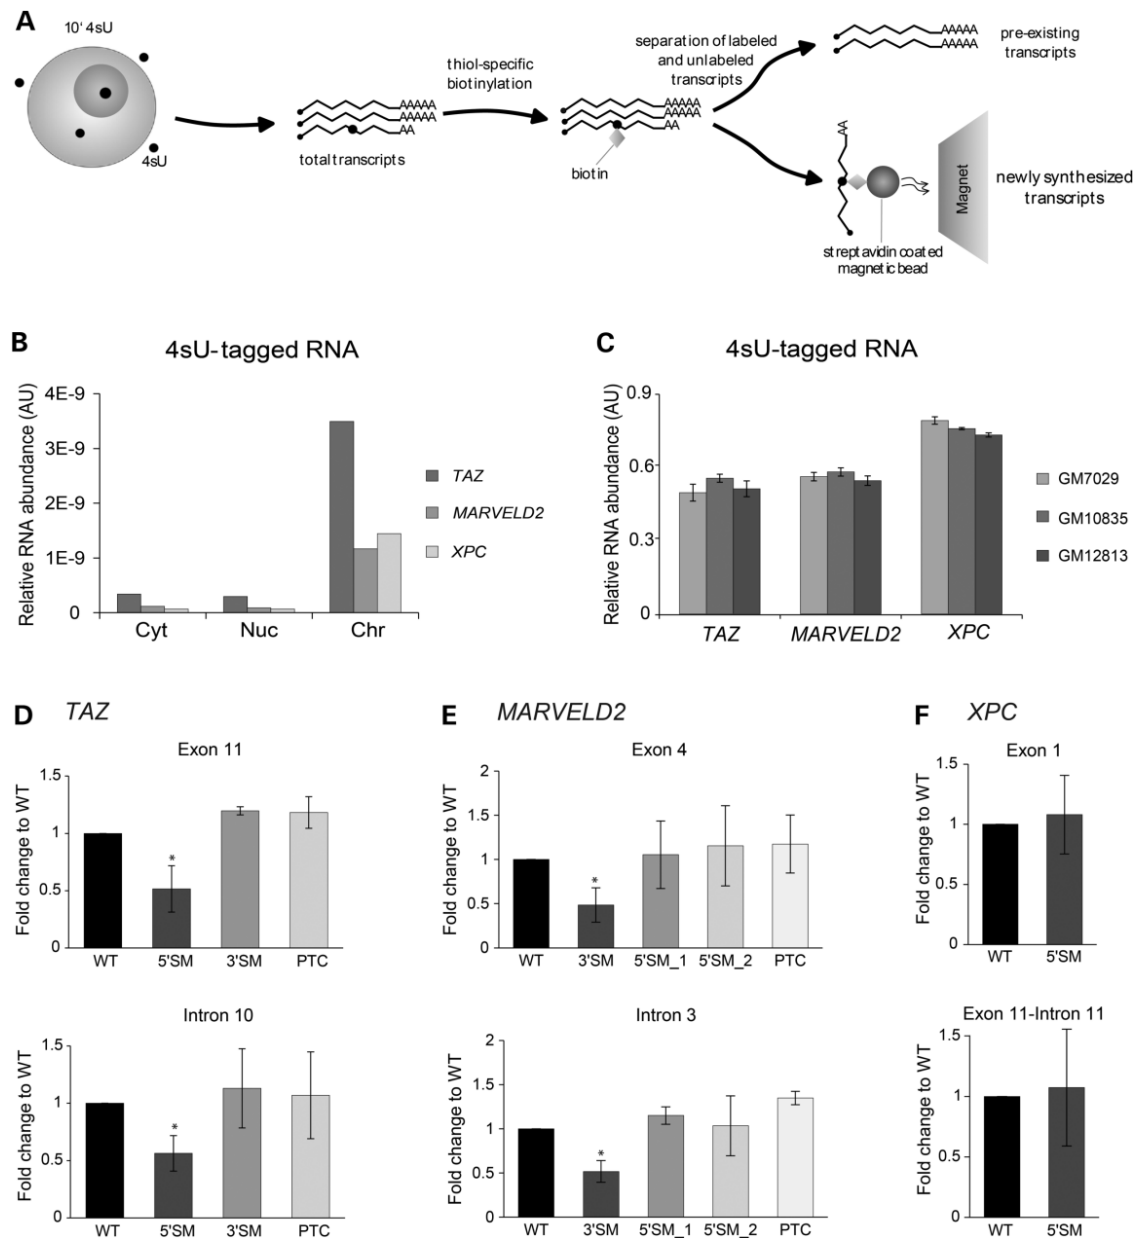 A
10' 4sU
4sU
total transcripts
AAAAA
AAAAA
AA
thiol-specific
biotinylation
AAAAA
AAAAA
AA
biotin
separation of labeled
and unlabeled
transcripts
AAAAA
AAAAA
pre-existing
transcripts
AA
Magnet
newly synthesized
transcripts
streptavidin coated
magnetic bead
B
4sU-tagged RNA
Relative RNA abundance (AU)
4E-9
3E-9
2E-9
1E-9
0
Cyt Nuc Chr
TAZ
MARVELD2
XPC
C
4sU-tagged RNA
Relative RNA abundance (AU)
0.9
0.6
0.3
0
TAZ MARVELD2 XPC
GM7029
GM10835
GM12813
D TAZ
Exon 11
Fold change to WT
1.5
1
0.5
0
*
WT 5'SM 3'SM PTC
Intron 10
Fold change to WT
1.5
1
0.5
0
*
WT 5'SM 3'SM PTC
E MARVELD2
Exon 4
Fold change to WT
2
1.5
1
0.5
0
*
WT 3'SM 5'SM_1 5'SM_2 PTC
Intron 3
Fold change to WT
2
1.5
1
0.5
0
*
WT 3'SM 5'SM_1 5'SM_2 PTC
F XPC
Exon 1
Fold change to WT
1.5
1
0.5
0
WT 5'SM
Exon 11-Intron 11
Fold change to WT
1.5
1
0.5
0
WT 5'SM